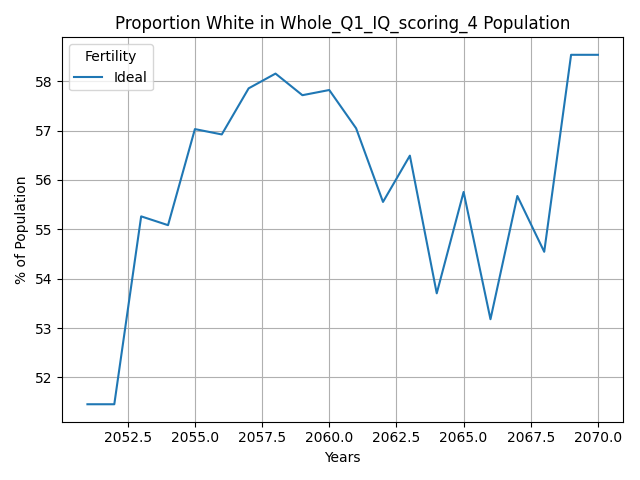 Proportion White in Whole_Q1_IQ_scoring_4 Population
Fertility
Ideal
% of Population
58
57
56
55
54
53
52
2052.5 2055.0 2057.5 2060.0 2062.5 2065.0 2067.5 2070.0
Years